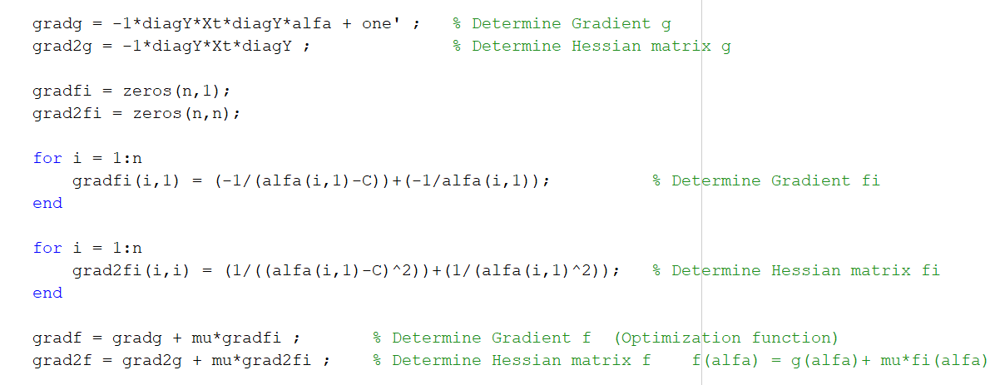 gradg = -1*diagY*Xt*diagY*alfa + one' ;   % Determine Gradient g
grad2g = -1*diagY*Xt*diagY ;              % Determine Hessian matrix g
gradfi = zeros(n,1);
grad2fi = zeros(n,n);
for i = 1:n
    gradfi(i,1) = (-1/(alfa(i,1)-C))+(-1/alfa(i,1));          % Determine Gradient fi
end
for i = 1:n
    grad2fi(i,i) = (1/((alfa(i,1)-C)^2))+(1/(alfa(i,1)^2));   % Determine Hessian matrix fi
end
gradf = gradg + mu*gradfi ;       % Determine Gradient f  (Optimization function)
grad2f = grad2g + mu*grad2fi ;    % Determine Hessian matrix f    f(alfa) = g(alfa)+ mu*fi(alfa)